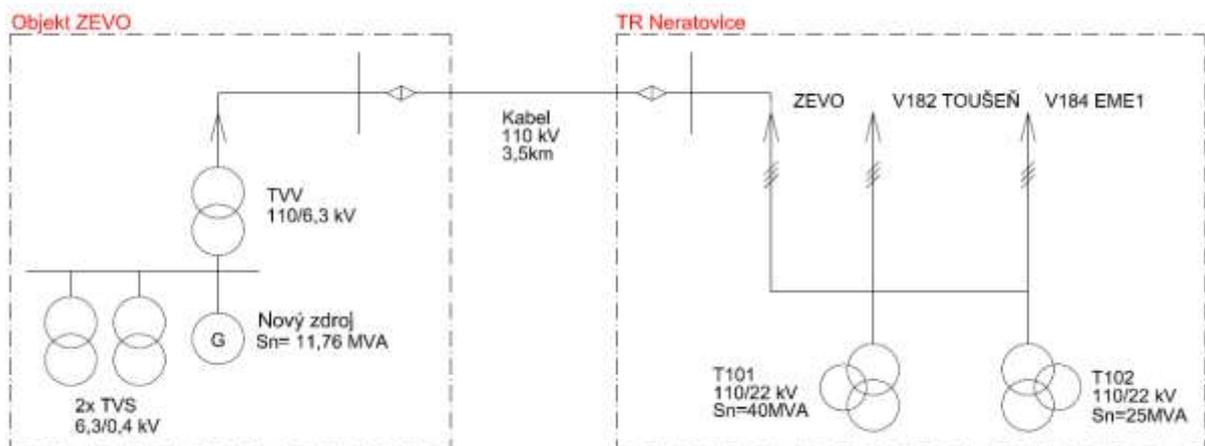 Objekt ZEVO
TR Neratovice
ZEVO
V182 TOUŠEŇ
V184 EME1
Kabel
110 kV
3,5km
TVV
110/6,3 kV
Nový zdroj
Sn= 11,76 MVA
G
2x TVS
6,3/0,4 kV
T101
110/22 kV
Sn=40MVA
T102
110/22 kV
Sn=25MVA